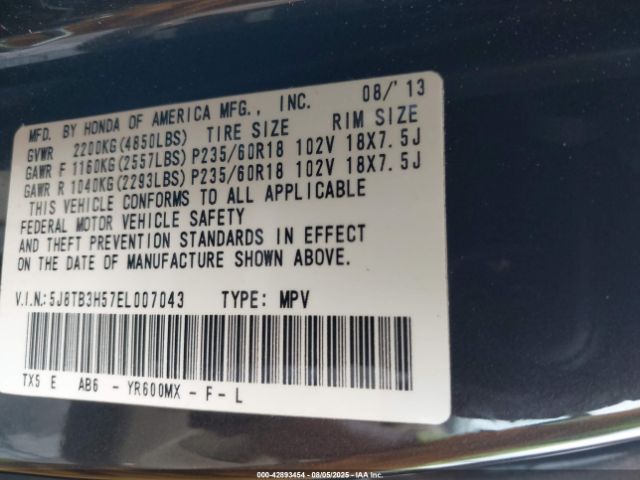 MFD. BY HONDA OF AMERICA MFG., INC. 08/'13
GVWR 2200KG(4850LBS) TIRE SIZE RIM SIZE
GAWR F 1160KG(2557LBS) P235/60R18 102V 18X7.5J
GAWR R 1040KG(2293LBS) P235/60R18 102V 18X7.5J
THIS VEHICLE CONFORMS TO ALL APPLICABLE
FEDERAL MOTOR VEHICLE SAFETY
AND THEFT PREVENTION STANDARDS IN EFFECT
ON THE DATE OF MANUFACTURE SHOWN ABOVE.
V.I.N.:5J8TB3H57EL007043 TYPE: MPV
TX5 E AB6 - YR600MX - F - L
000-42893454 | 08/05/2025 - IAA Inc.